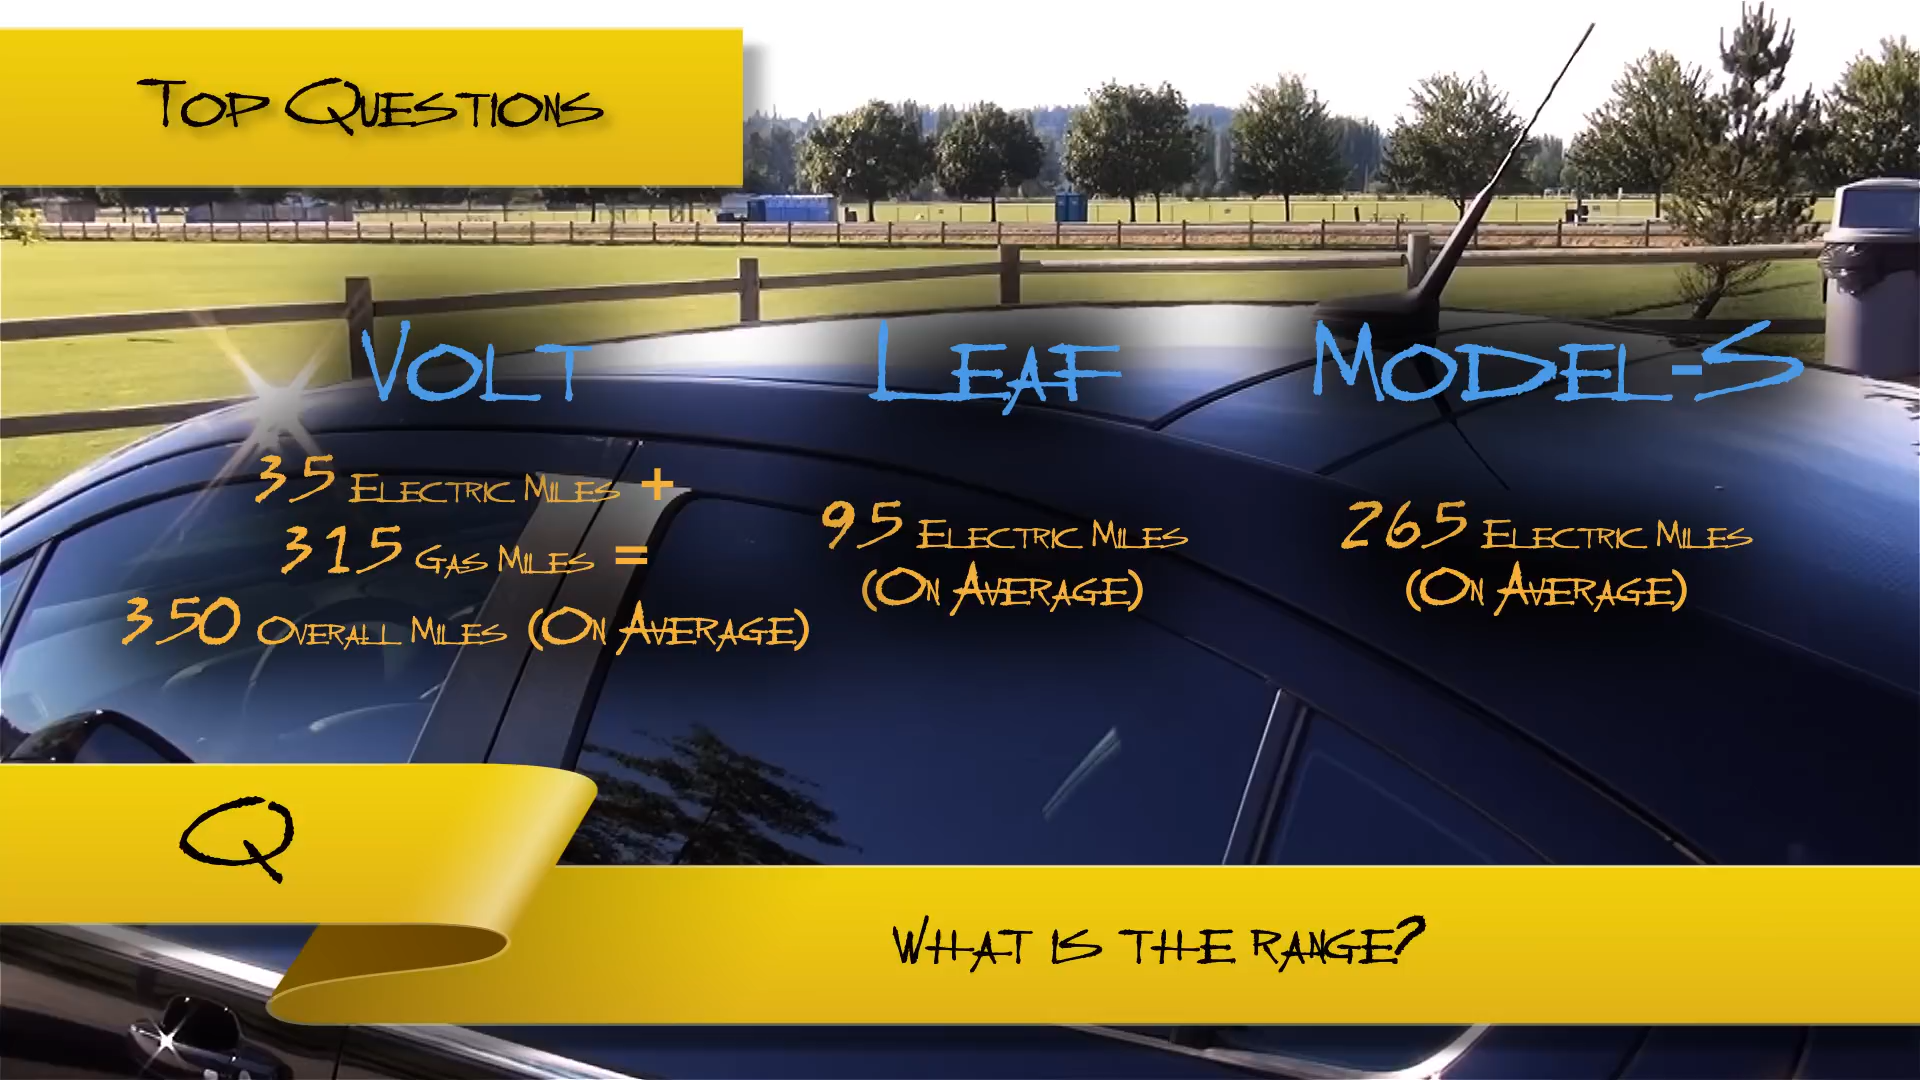 Top Questions
Volt
35 Electric Miles +
315 Gas Miles =
350 Overall Miles (On Average)
Leaf
95 Electric Miles
(On Average)
Model-S
265 Electric Miles
(On Average)
Q
What is the range?